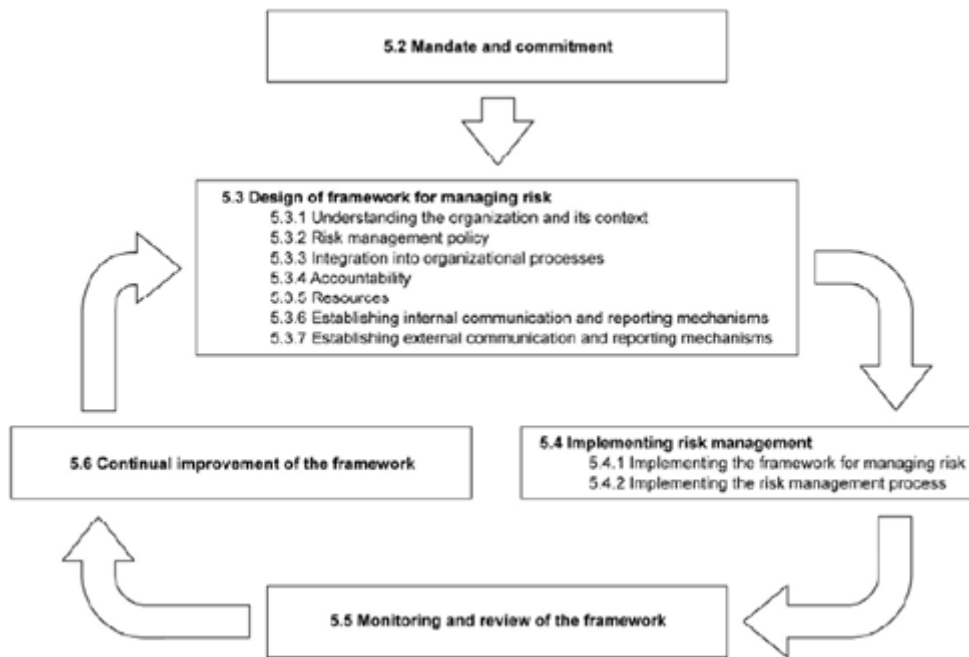 5.2 Mandate and commitment
5.3 Design of framework for managing risk
5.3.1 Understanding the organization and its context
5.3.2 Risk management policy
5.3.3 Integration into organizational processes
5.3.4 Accountability
5.3.5 Resources
5.3.6 Establishing internal communication and reporting mechanisms
5.3.7 Establishing external communication and reporting mechanisms
5.6 Continual improvement of the framework
5.4 Implementing risk management
5.4.1 Implementing the framework for managing risk
5.4.2 Implementing the risk management process
5.5 Monitoring and review of the framework